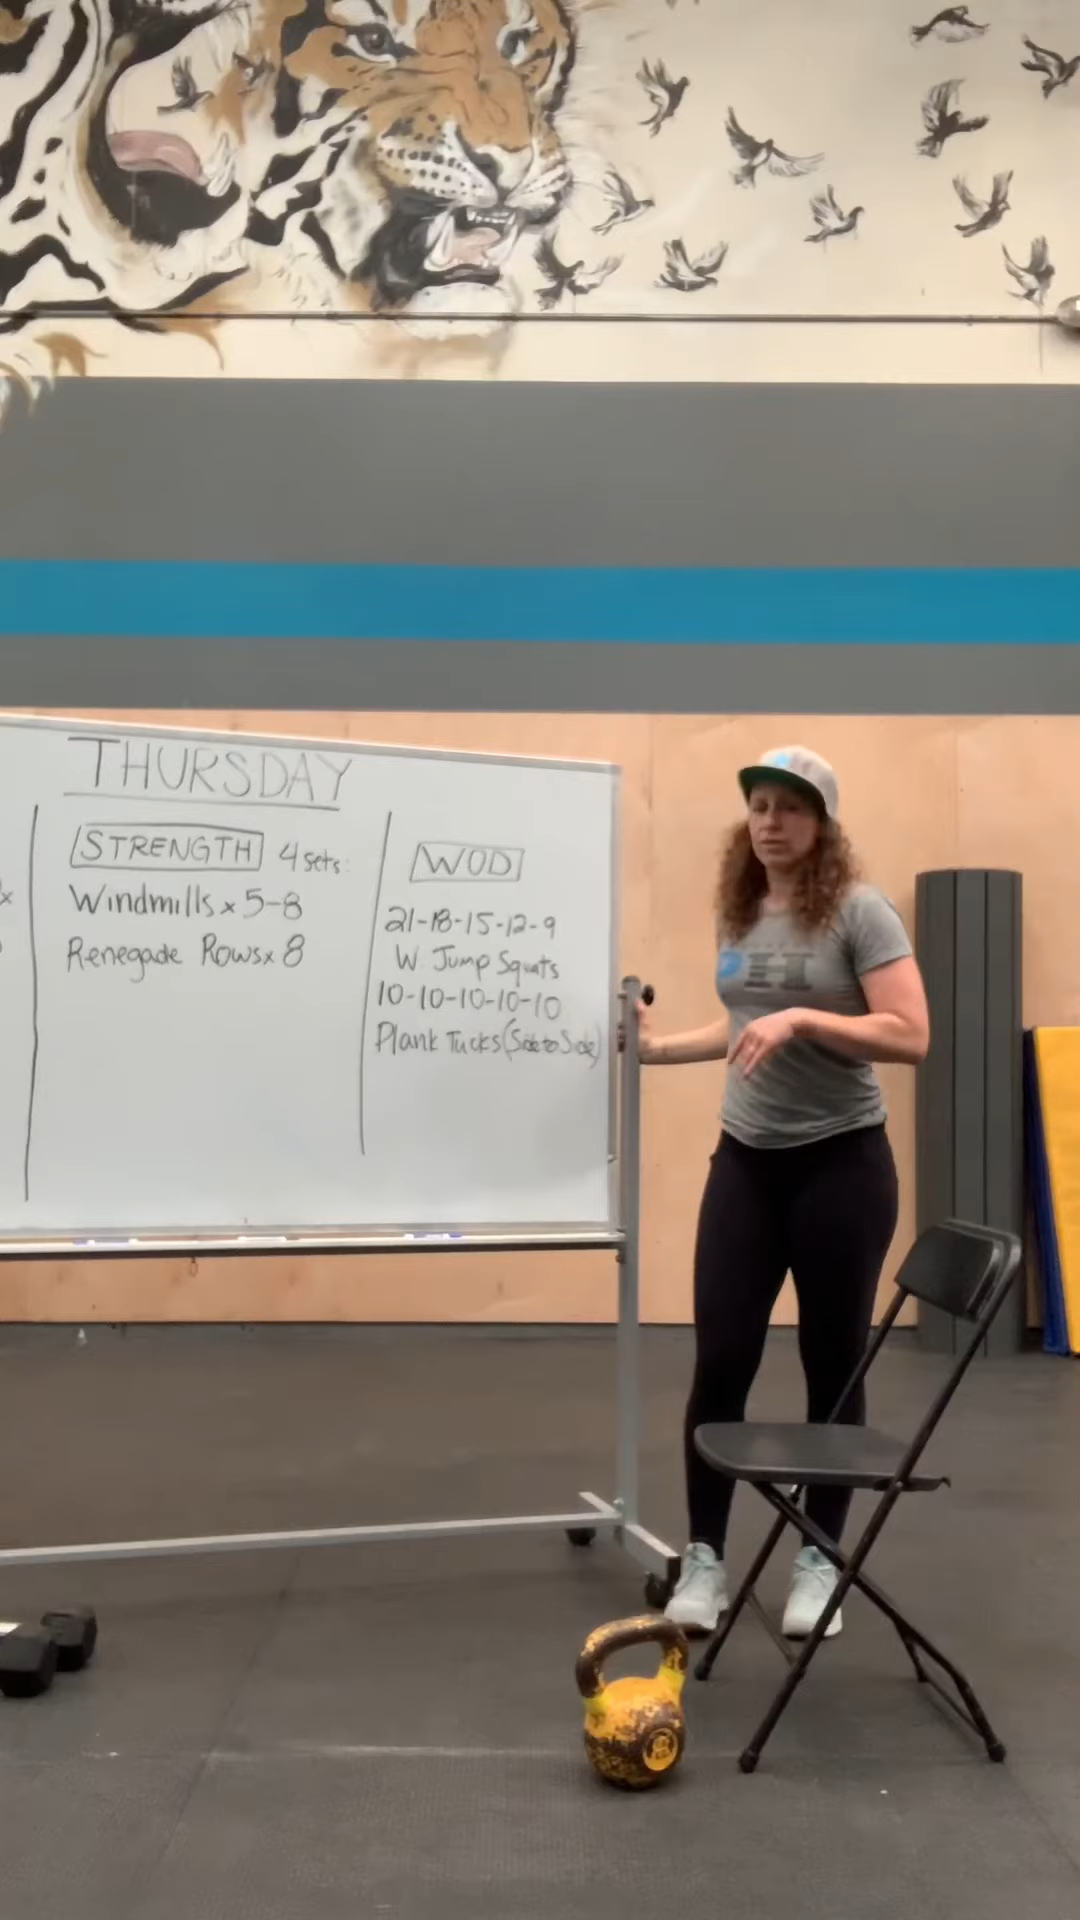 THURSDAY
STRENGTH 4 sets:
Windmills x 5-8
Renegade Rows x 8
WOD
21-18-15-12-9
W. Jump Squats
10-10-10-10-10
Plank Tucks (Side to Side)
x
PH